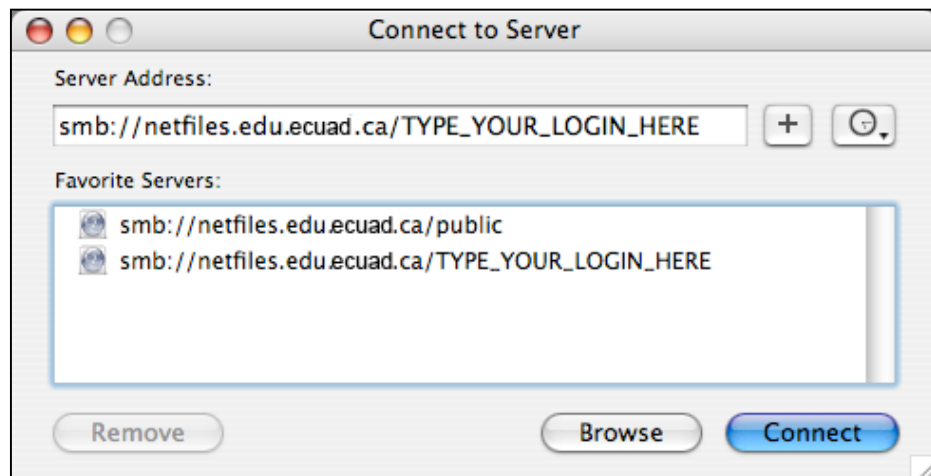 Connect to Server
Server Address:
smb://netfiles.edu.ecuad.ca/TYPE_YOUR_LOGIN_HERE
Favorite Servers:
smb://netfiles.edu.ecuad.ca/public
smb://netfiles.edu.ecuad.ca/TYPE_YOUR_LOGIN_HERE
Remove Browse Connect